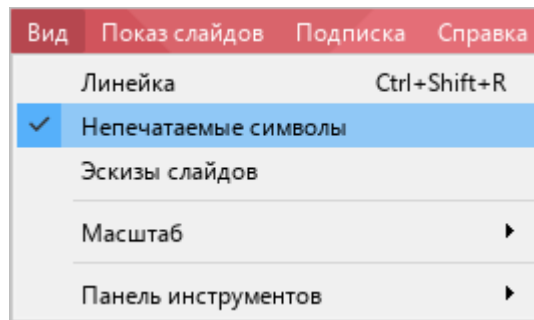 Вид Показ слайдов Подписка Справка
Линейка Ctrl+Shift+R
Непечатаемые символы
Эскизы слайдов
Масштаб
Панель инструментов